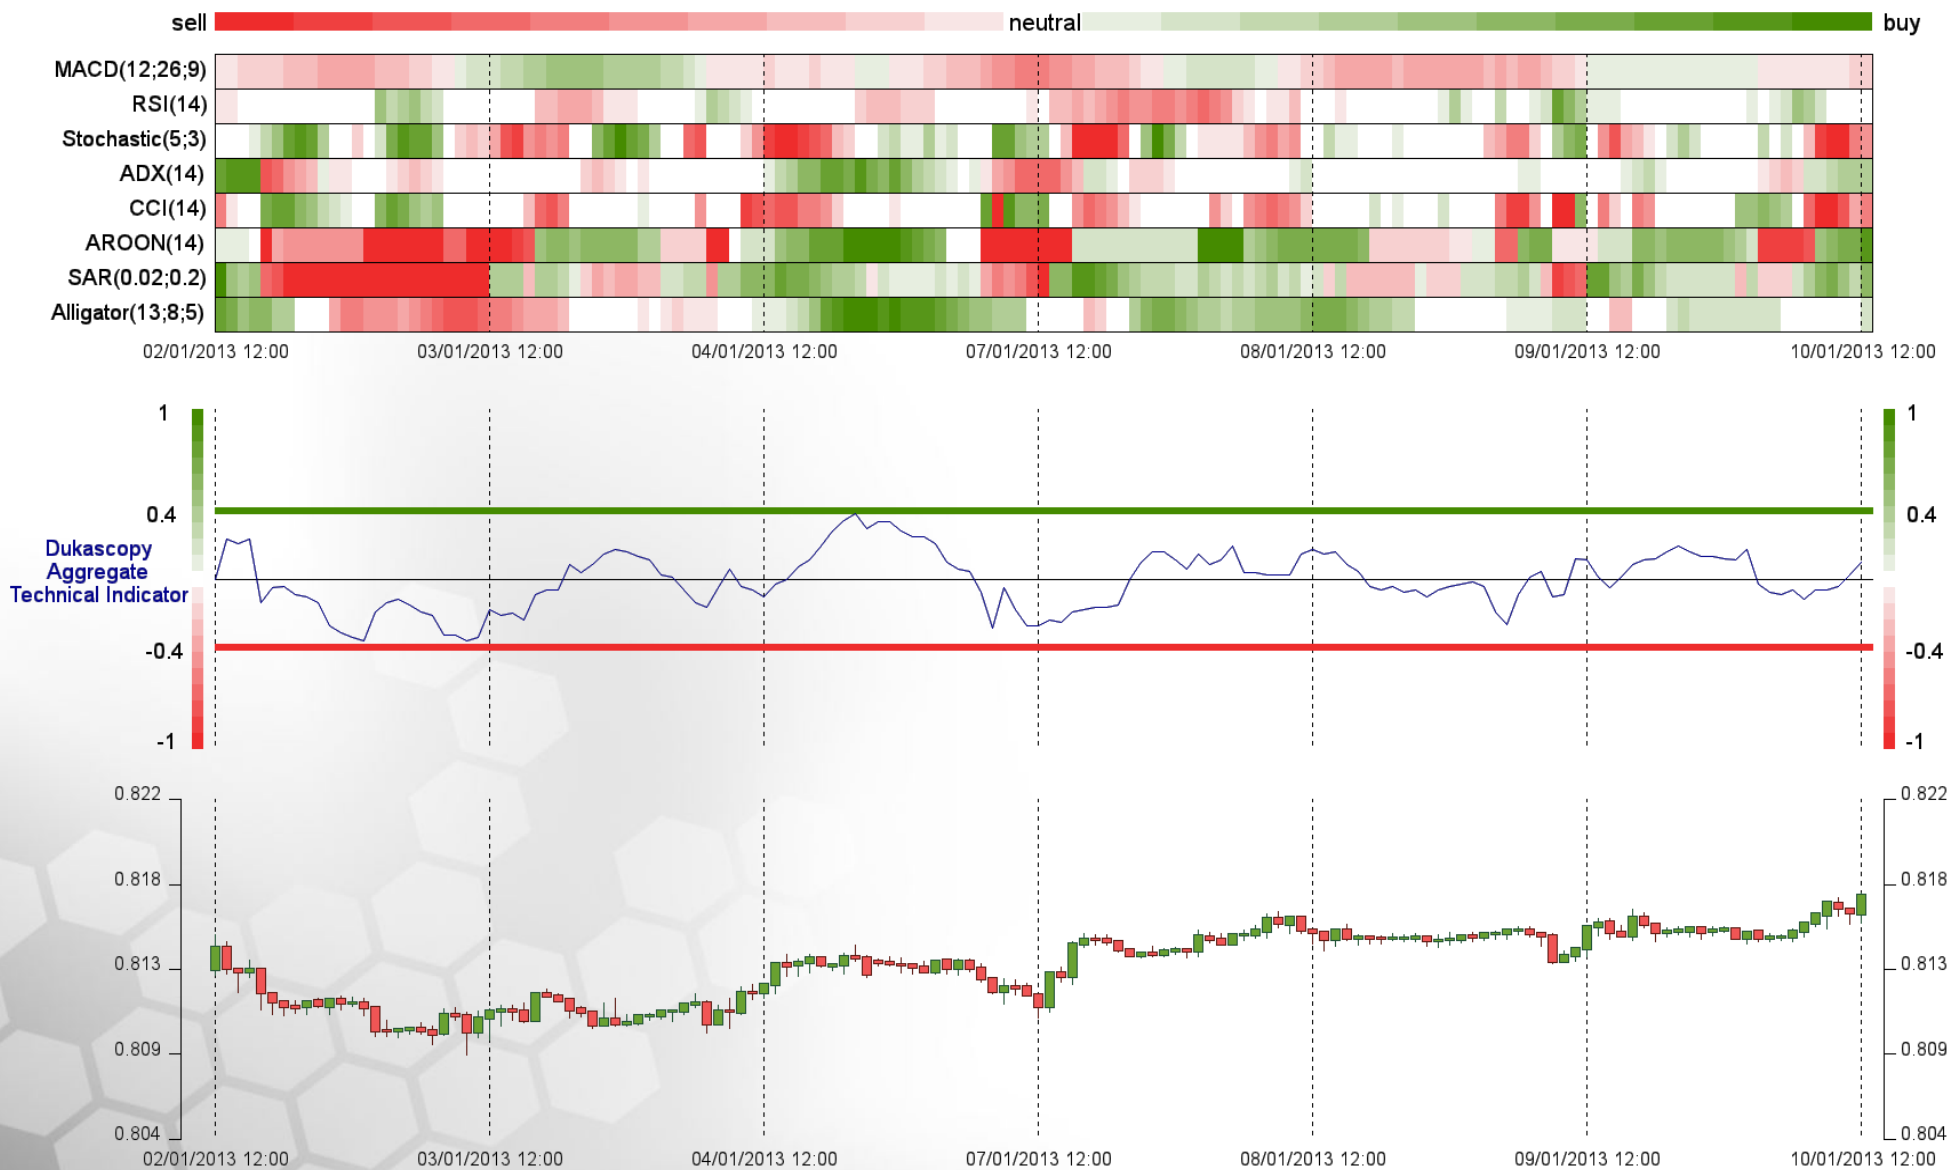 sell neutral buy
MACD(12;26;9)
RSI(14)
Stochastic(5;3)
ADX(14)
CCI(14)
AROON(14)
SAR(0.02;0.2)
Alligator(13;8;5)
02/01/2013 12:00 03/01/2013 12:00 04/01/2013 12:00 07/01/2013 12:00 08/01/2013 12:00 09/01/2013 12:00 10/01/2013 12:00
1 1
0.4 0.4
Dukascopy
Aggregate
Technical Indicator
-0.4 -0.4
-1 -1
0.822 0.822
0.818 0.818
0.813 0.813
0.809 0.809
0.804 0.804
02/01/2013 12:00 03/01/2013 12:00 04/01/2013 12:00 07/01/2013 12:00 08/01/2013 12:00 09/01/2013 12:00 10/01/2013 12:00